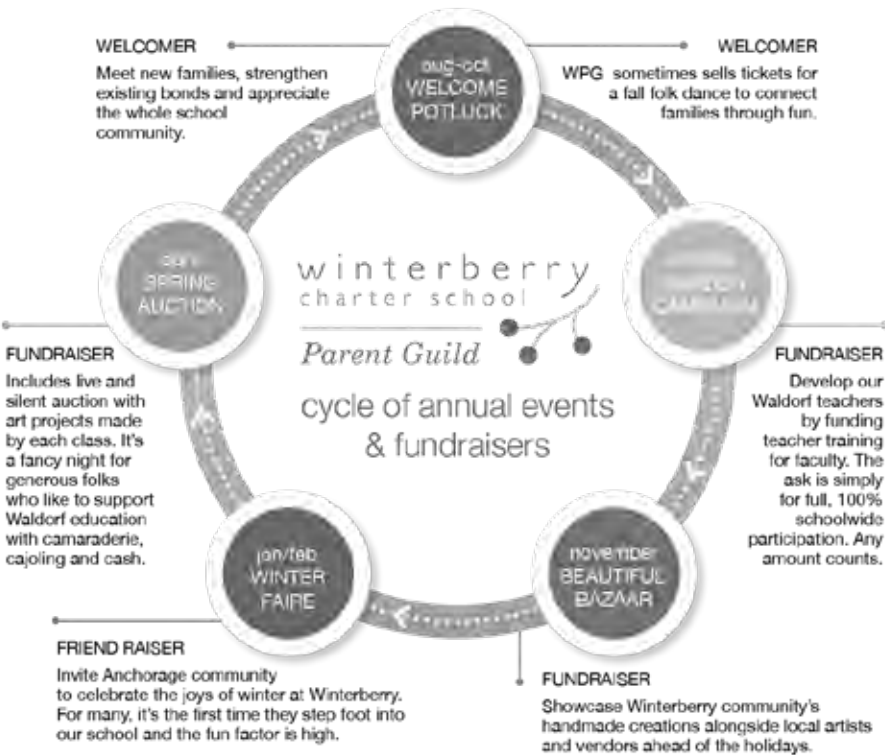 WELCOMER
Meet new families, strengthen
existing bonds and appreciate
the whole school
community.
aug-oct
WELCOME
POTLUCK
WELCOMER
WPG sometimes sells tickets for
a fall folk dance to connect
families through fun.
SPRING
AUCTION
winterberry
charter school
Parent Guild
cycle of annual events
& fundraisers
FUNDRAISER
Includes live and
silent auction with
art projects made
by each class. It's
a fancy night for
generous folks
who like to support
Waldorf education
with camaraderie,
cajoling and cash.
FUNDRAISER
Develop our
Waldorf teachers
by funding
teacher training
for faculty. The
ask is simply
for full, 100%
schoolwide
participation. Any
amount counts.
jan/feb
WINTER
FAIRE
november
BEAUTIFUL
BAZAAR
FRIEND RAISER
Invite Anchorage community
to celebrate the joys of winter at Winterberry.
For many, it's the first time they step foot into
our school and the fun factor is high.
FUNDRAISER
Showcase Winterberry community's
handmade creations alongside local artists
and vendors ahead of the holidays.